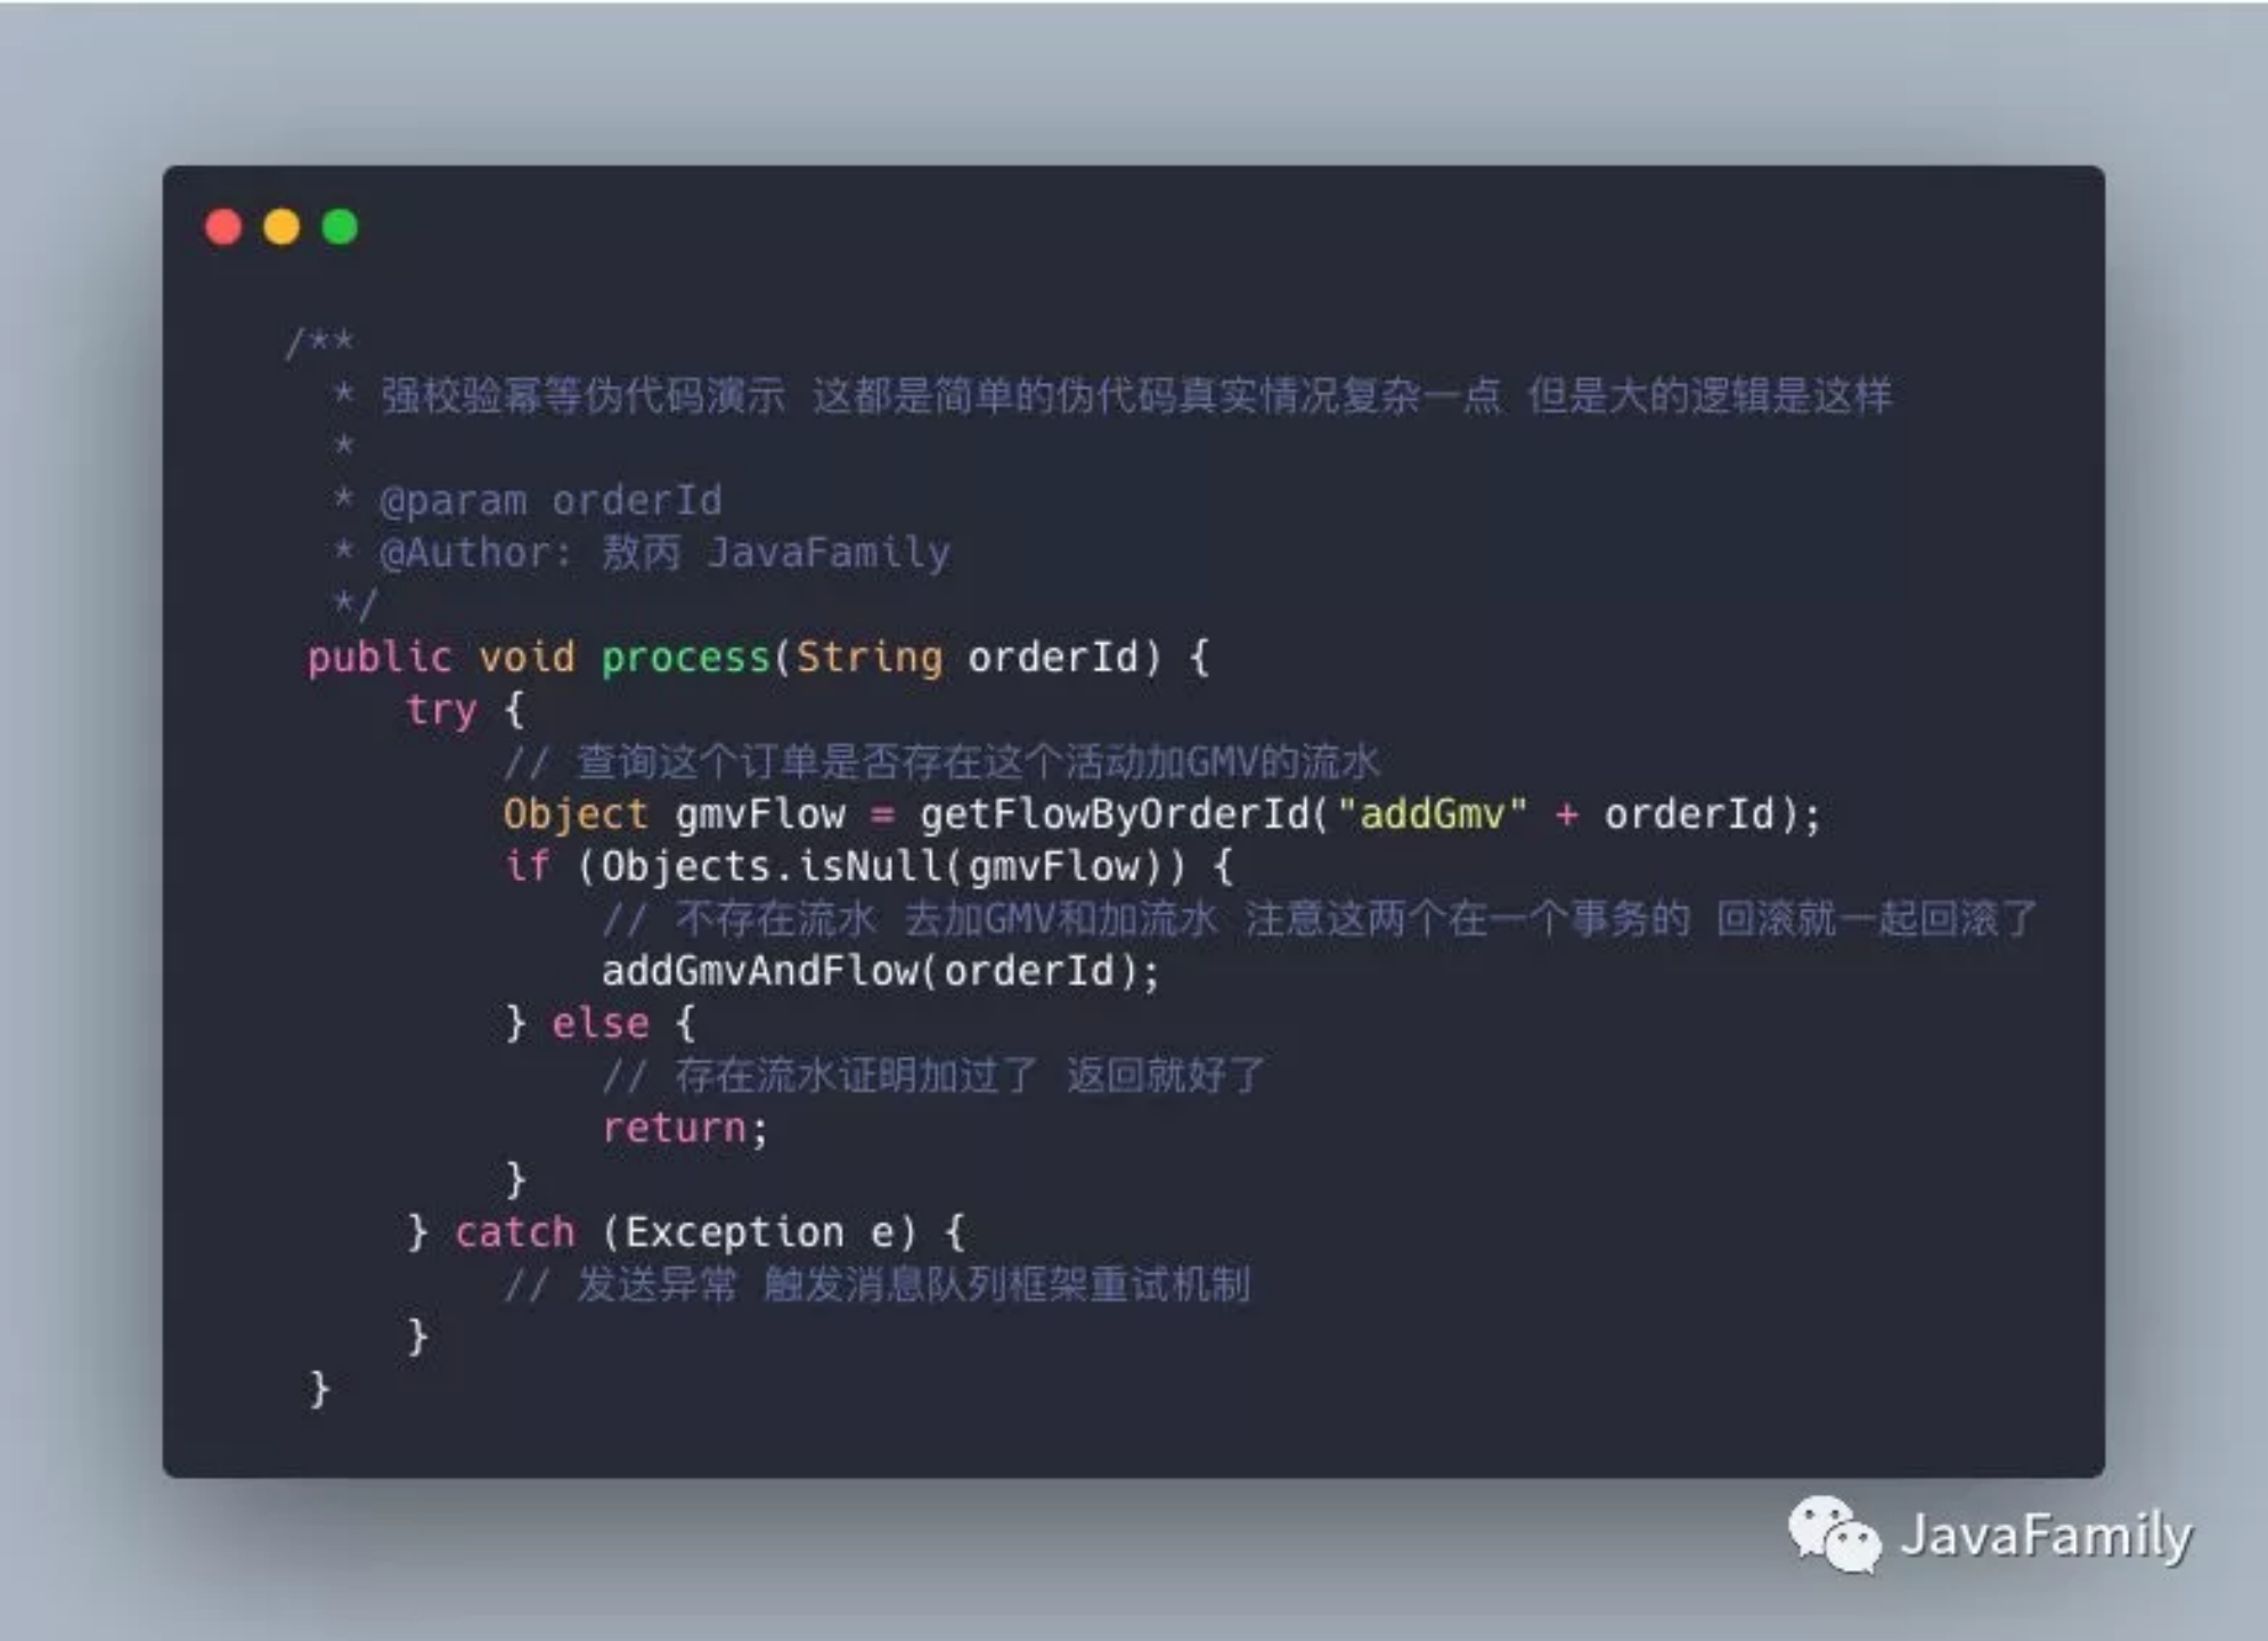 /**
* 强校验幂等伪代码演示 这都是简单的伪代码真实情况复杂一点 但是大的逻辑是这样
*
* @param orderId
* @Author: 敖丙 JavaFamily
*/
public void process(String orderId) {
try {
// 查询这个订单是否存在这个活动加GMV的流水
Object gmvFlow = getFlowByOrderId("addGmv" + orderId);
if (Objects.isNull(gmvFlow)) {
// 不存在流水 去加GMV和加流水 注意这两个在一个事务的 回滚就一起回滚了
addGmvAndFlow(orderId);
} else {
// 存在流水证明加过了 返回就好了
return;
}
} catch (Exception e) {
// 发送异常 触发消息队列框架重试机制
}
}
JavaFamily